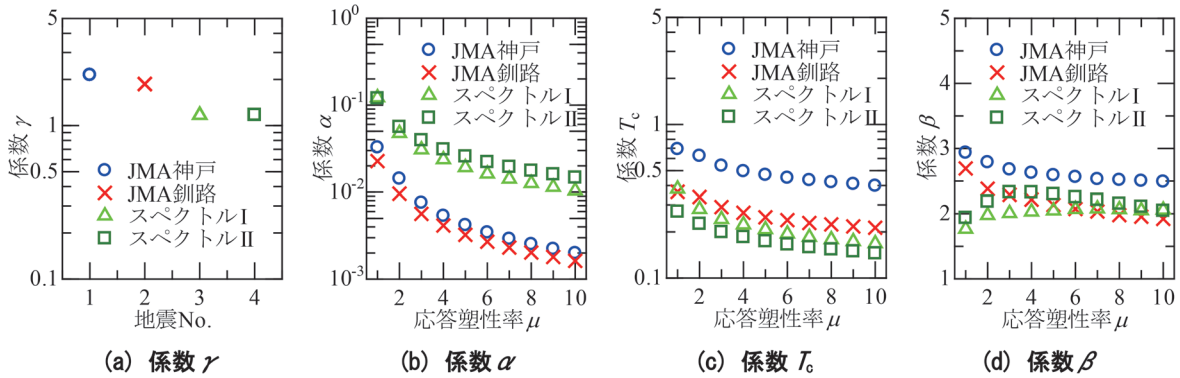 5
1
0.5
0.1
係数 γ
JMA神戸
JMA釧路
スペクトルI
スペクトルII
1 2 3 4
地震No.
(a) 係数 γ
10⁰
10⁻¹
10⁻²
10⁻³
係数 α
JMA神戸
JMA釧路
スペクトルI
スペクトルII
2 4 6 8 10
応答塑性率 μ
(b) 係数 α
5
1
0.5
0.1
係数 Tc
JMA神戸
JMA釧路
スペクトルI
スペクトルII
2 4 6 8 10
応答塑性率 μ
(c) 係数 Tc
5
4
3
2
1
係数 β
JMA神戸
JMA釧路
スペクトルI
スペクトルII
2 4 6 8 10
応答塑性率 μ
(d) 係数 β